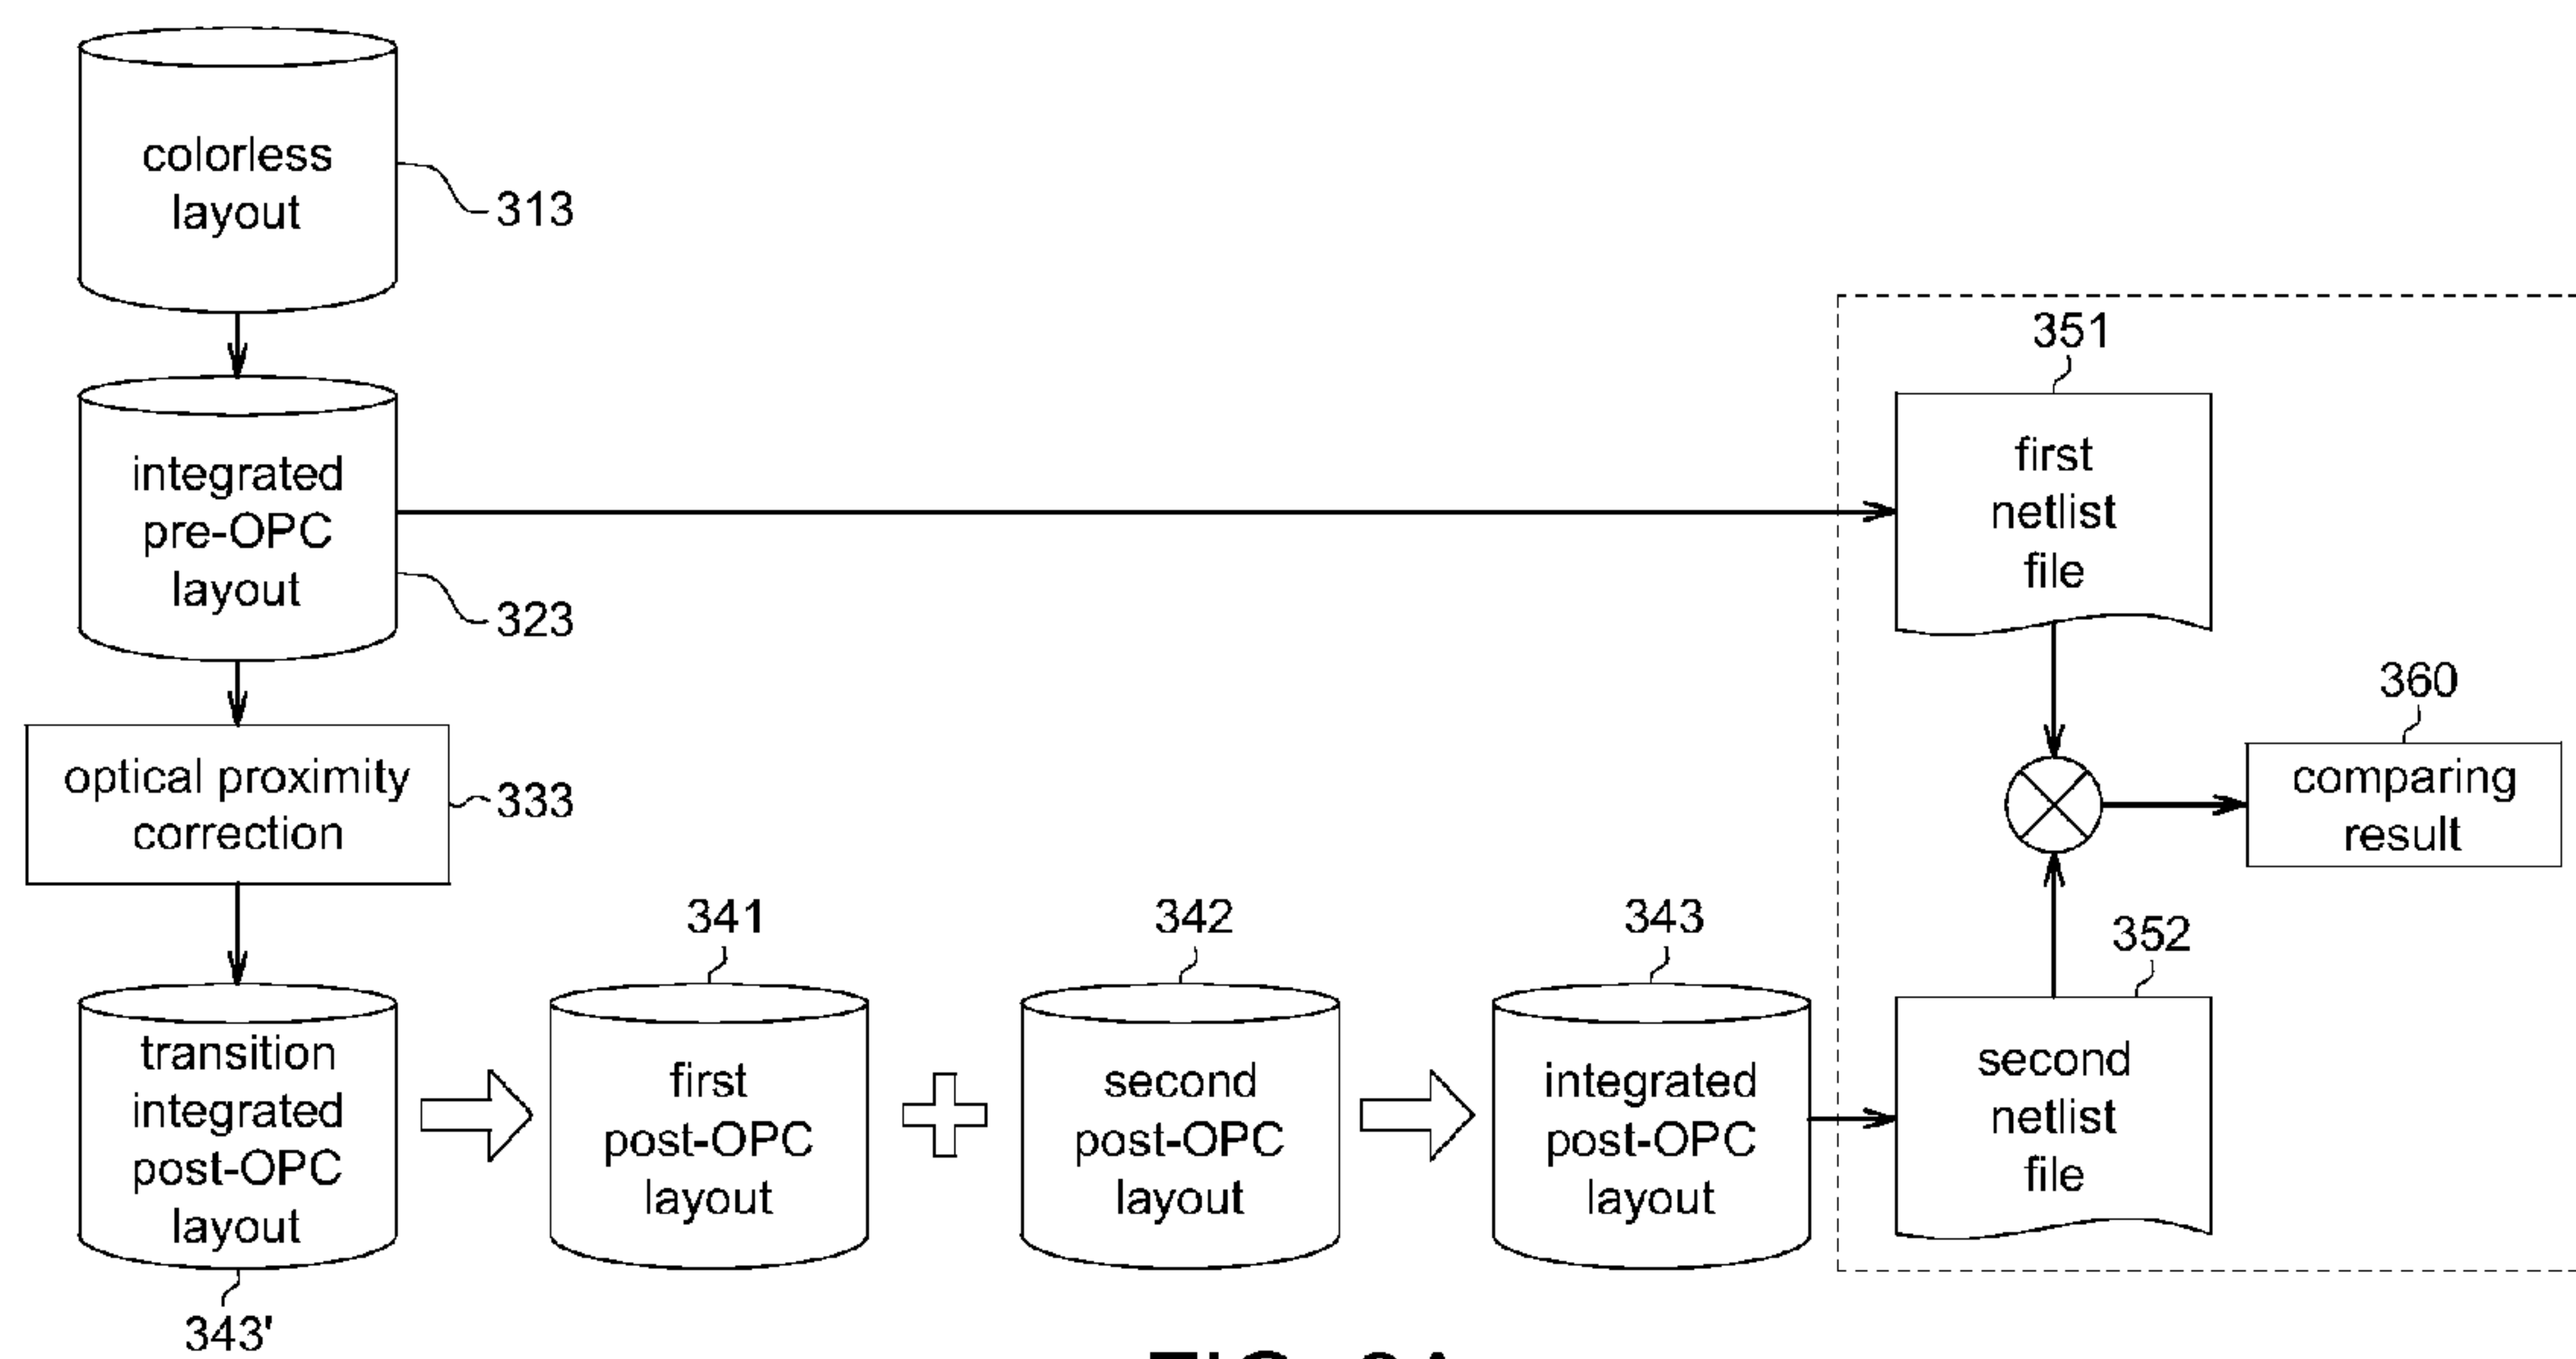 colorless
layout
313
integrated
pre-OPC
layout
323
optical proximity
correction
333
transition
integrated
post-OPC
layout
343'
341
first
post-OPC
layout
342
second
post-OPC
layout
343
integrated
post-OPC
layout
351
first
netlist
file
360
comparing
result
352
second
netlist
file